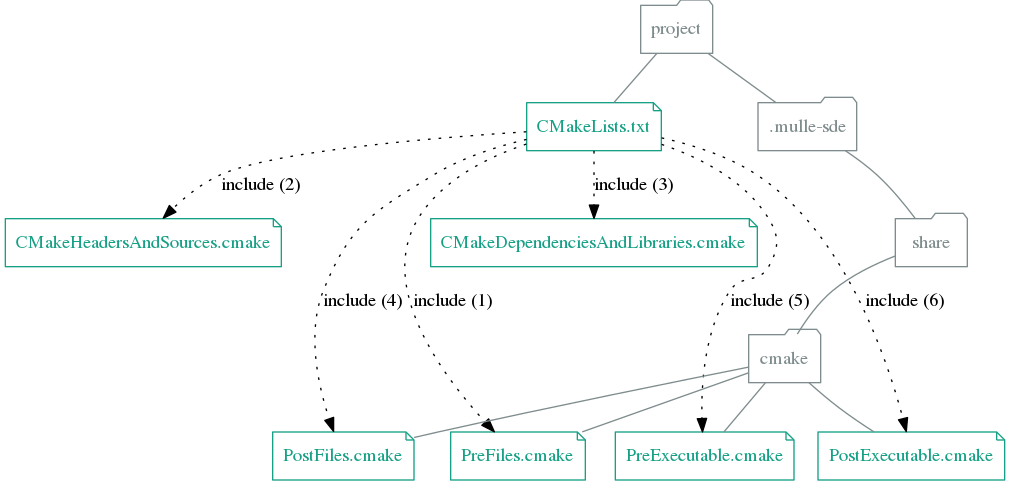 project
CMakeLists.txt
.mulle-sde
include (2)
include (3)
CMakeHeadersAndSources.cmake
CMakeDependenciesAndLibraries.cmake
share
include (4)
include (1)
include (5)
include (6)
cmake
PostFiles.cmake
PreFiles.cmake
PreExecutable.cmake
PostExecutable.cmake